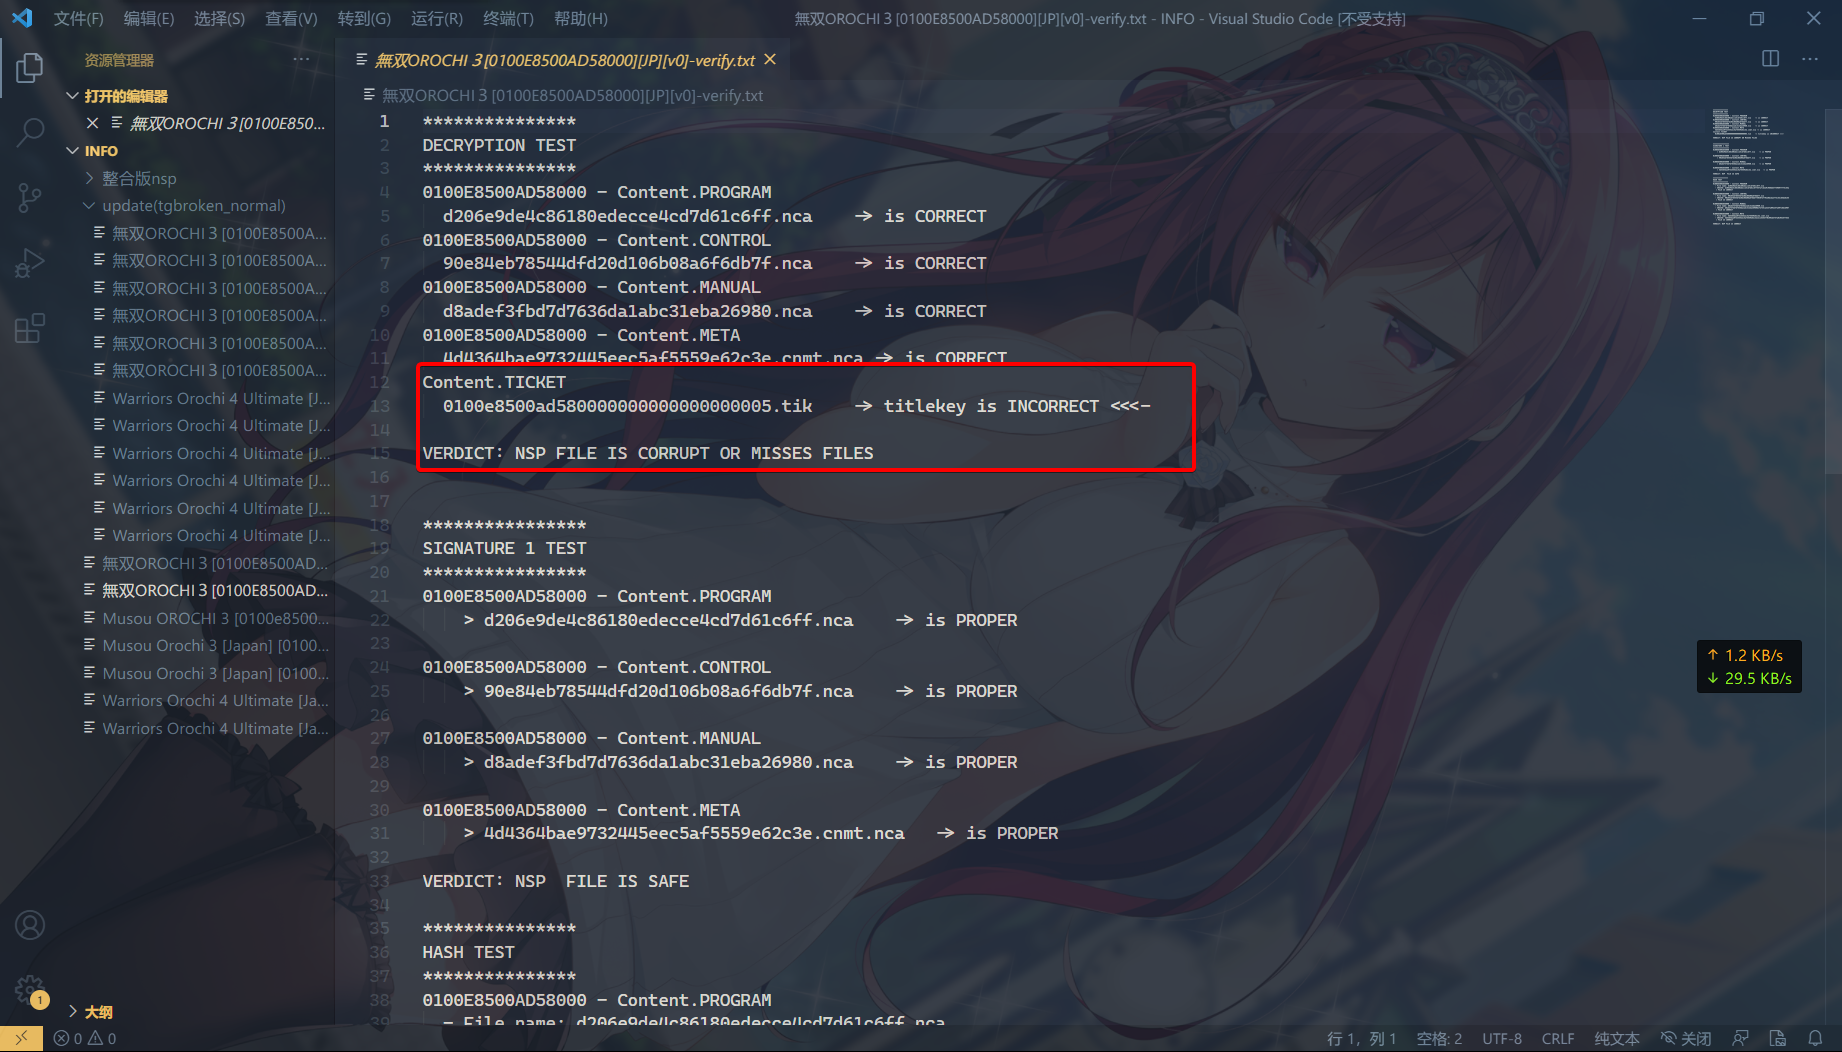 文件(F) 编辑(E) 选择(S) 查看(V) 转到(G) 运行(R) 终端(T) 帮助(H)
無双OROCHI 3 [0100E8500AD58000][JP][v0]-verify.txt - INFO - Visual Studio Code [不受支持]
资源管理器
打开的编辑器
無双OROCHI 3 [0100E850...
INFO
整合版nsp
update(tgbroken_normal)
無双OROCHI 3 [0100E8500A...
無双OROCHI 3 [0100E8500A...
無双OROCHI 3 [0100E8500A...
無双OROCHI 3 [0100E8500A...
無双OROCHI 3 [0100E8500A...
無双OROCHI 3 [0100E8500A...
Warriors Orochi 4 Ultimate [J...
Warriors Orochi 4 Ultimate [J...
Warriors Orochi 4 Ultimate [J...
Warriors Orochi 4 Ultimate [J...
Warriors Orochi 4 Ultimate [J...
Warriors Orochi 4 Ultimate [J...
無双OROCHI 3 [0100E8500AD...
無双OROCHI 3 [0100E8500AD...
Musou OROCHI 3 [0100e8500...
Musou Orochi 3 [Japan] [0100...
Musou Orochi 3 [Japan] [0100...
Warriors Orochi 4 Ultimate [Ja...
Warriors Orochi 4 Ultimate [Ja...
大纲
無双OROCHI 3 [0100E8500AD58000][JP][v0]-verify.txt
無双OROCHI 3 [0100E8500AD58000][JP][v0]-verify.txt
1 ***************
2 DECRYPTION TEST
3 ***************
4 0100E8500AD58000 - Content.PROGRAM
5 d206e9de4c86180edecce4cd7d61c6ff.nca -> is CORRECT
6 0100E8500AD58000 - Content.CONTROL
7 90e84eb78544dfd20d106b08a6f6db7f.nca -> is CORRECT
8 0100E8500AD58000 - Content.MANUAL
9 d8adef3fbd7d7636da1abc31eba26980.nca -> is CORRECT
10 0100E8500AD58000 - Content.META
11 4d4364bae9732445eec5af5559e62c3e.cnmt.nca -> is CORRECT
12 Content.TICKET
13 0100e8500ad580000000000000000005.tik -> titlekey is INCORRECT <<<-
14
15 VERDICT: NSP FILE IS CORRUPT OR MISSES FILES
16
17
18 ****************
19 SIGNATURE 1 TEST
20 ****************
21 0100E8500AD58000 - Content.PROGRAM
22 > d206e9de4c86180edecce4cd7d61c6ff.nca -> is PROPER
23
24 0100E8500AD58000 - Content.CONTROL
25 > 90e84eb78544dfd20d106b08a6f6db7f.nca -> is PROPER
26
27 0100E8500AD58000 - Content.MANUAL
28 > d8adef3fbd7d7636da1abc31eba26980.nca -> is PROPER
29
30 0100E8500AD58000 - Content.META
31 > 4d4364bae9732445eec5af5559e62c3e.cnmt.nca -> is PROPER
32
33 VERDICT: NSP FILE IS SAFE
34
35 ***************
36 HASH TEST
37 ***************
38 0100E8500AD58000 - Content.PROGRAM
39 - File name: d206e9de4c86180edecce4cd7d61c6ff.nca
↑ 1.2 KB/s
↓ 29.5 KB/s
1
0 0
行 1，列 1 空格: 2 UTF-8 CRLF 纯文本 关闭